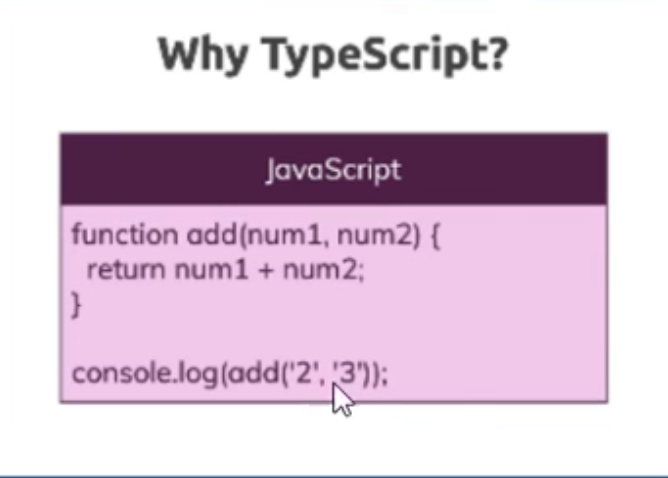 Why TypeScript?
JavaScript
function add(num1, num2) {
  return num1 + num2;
}
console.log(add('2', '3'));